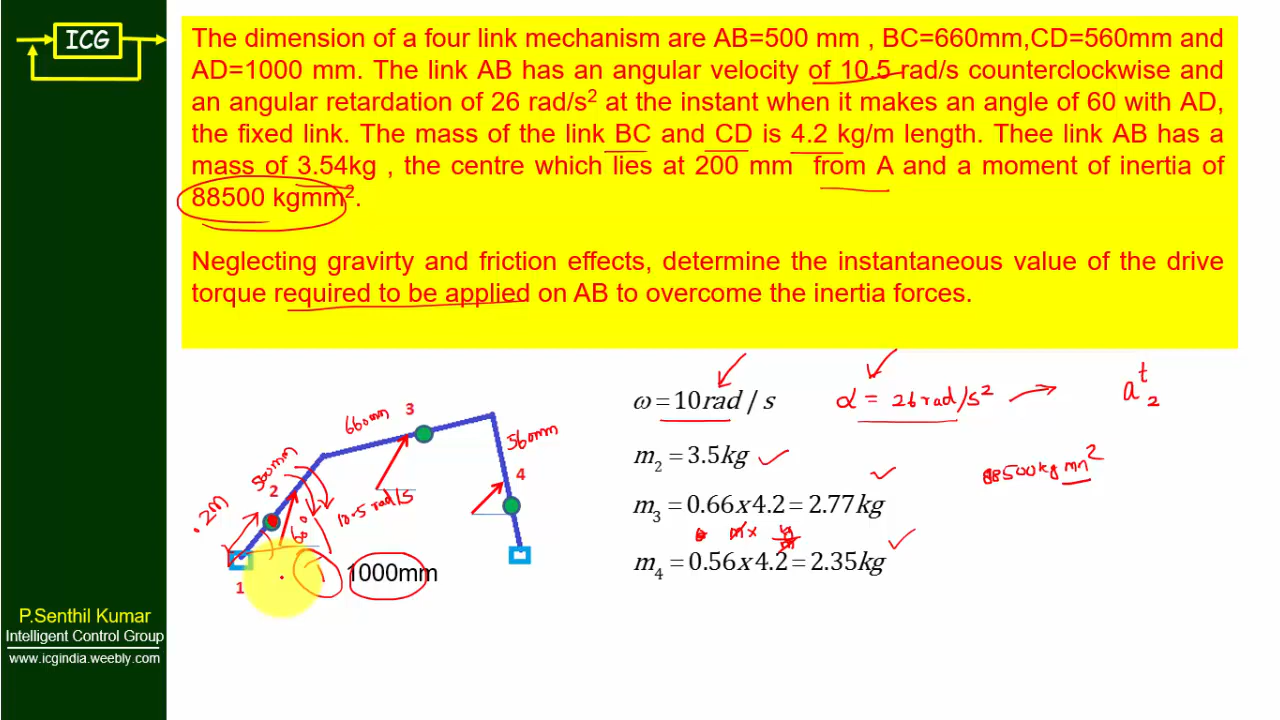 ICG
The dimension of a four link mechanism are AB=500 mm , BC=660mm,CD=560mm and
AD=1000 mm. The link AB has an angular velocity of 10.5 rad/s counterclockwise and
an angular retardation of 26 rad/s² at the instant when it makes an angle of 60 with AD,
the fixed link. The mass of the link BC and CD is 4.2 kg/m length. Thee link AB has a
mass of 3.54kg , the centre which lies at 200 mm from A and a moment of inertia of
88500 kgmm².
Neglecting gravirty and friction effects, determine the instantaneous value of the drive
torque required to be applied on AB to overcome the inertia forces.
ω = 10rad / s
α = 26 rad/s²
a₂ᵗ
m₂ = 3.5kg
88500 kg mm²
m₃ = 0.66x4.2 = 2.77kg
m x kg/m
m₄ = 0.56x4.2 = 2.35kg
660mm
3
560mm
500mm
2
4
10.5 rad/s
.2M
60°
1
1000mm
P.Senthil Kumar
Intelligent Control Group
www.icgindia.weebly.com